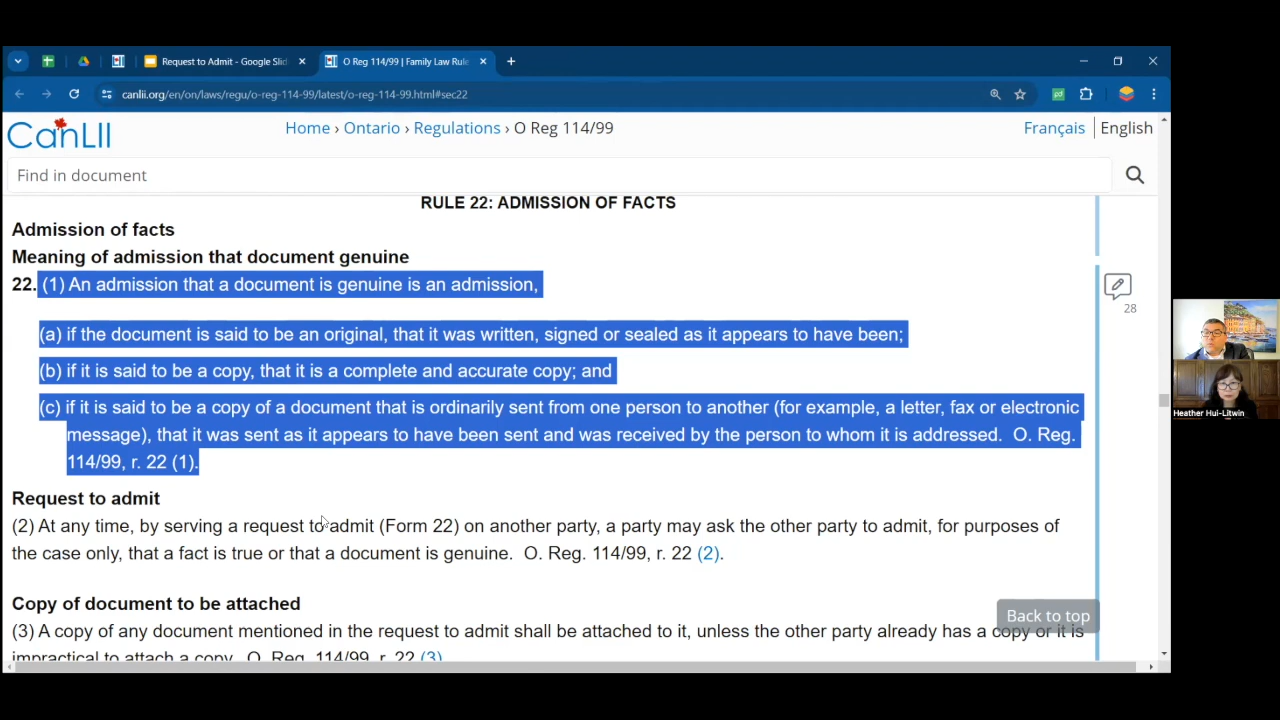 Request to Admit - Google Slid
O Reg 114/99 | Family Law Rule
canlii.org/en/on/laws/regu/o-reg-114-99/latest/o-reg-114-99.html#sec22
CanLII
Home › Ontario › Regulations › O Reg 114/99
Français
English
Find in document
RULE 22: ADMISSION OF FACTS
Admission of facts
Meaning of admission that document genuine
22. (1) An admission that a document is genuine is an admission,
(a) if the document is said to be an original, that it was written, signed or sealed as it appears to have been;
(b) if it is said to be a copy, that it is a complete and accurate copy; and
(c) if it is said to be a copy of a document that is ordinarily sent from one person to another (for example, a letter, fax or electronic
message), that it was sent as it appears to have been sent and was received by the person to whom it is addressed. O. Reg.
114/99, r. 22 (1).
28
Request to admit
(2) At any time, by serving a request to admit (Form 22) on another party, a party may ask the other party to admit, for purposes of
the case only, that a fact is true or that a document is genuine. O. Reg. 114/99, r. 22 (2).
Copy of document to be attached
Back to top
(3) A copy of any document mentioned in the request to admit shall be attached to it, unless the other party already has a copy or it is
impractical to attach a copy. O. Reg. 114/99, r. 22 (3).
Heather Hui-Litwin